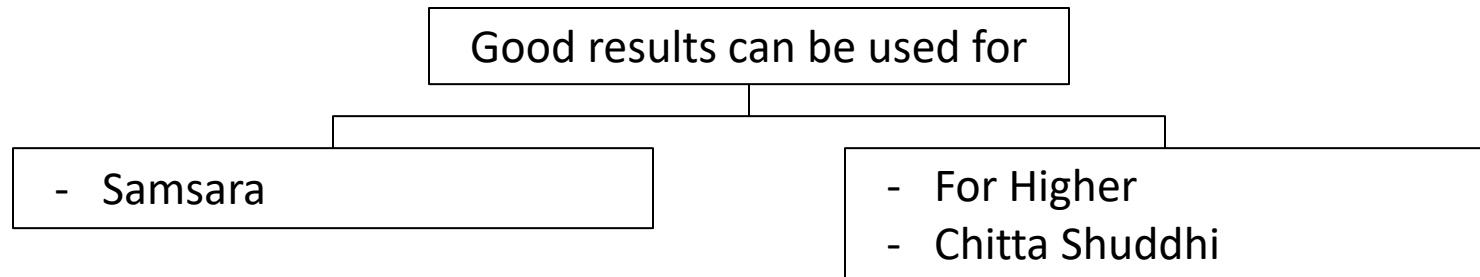 Good results can be used for
- Samsara
- For Higher
- Chitta Shuddhi